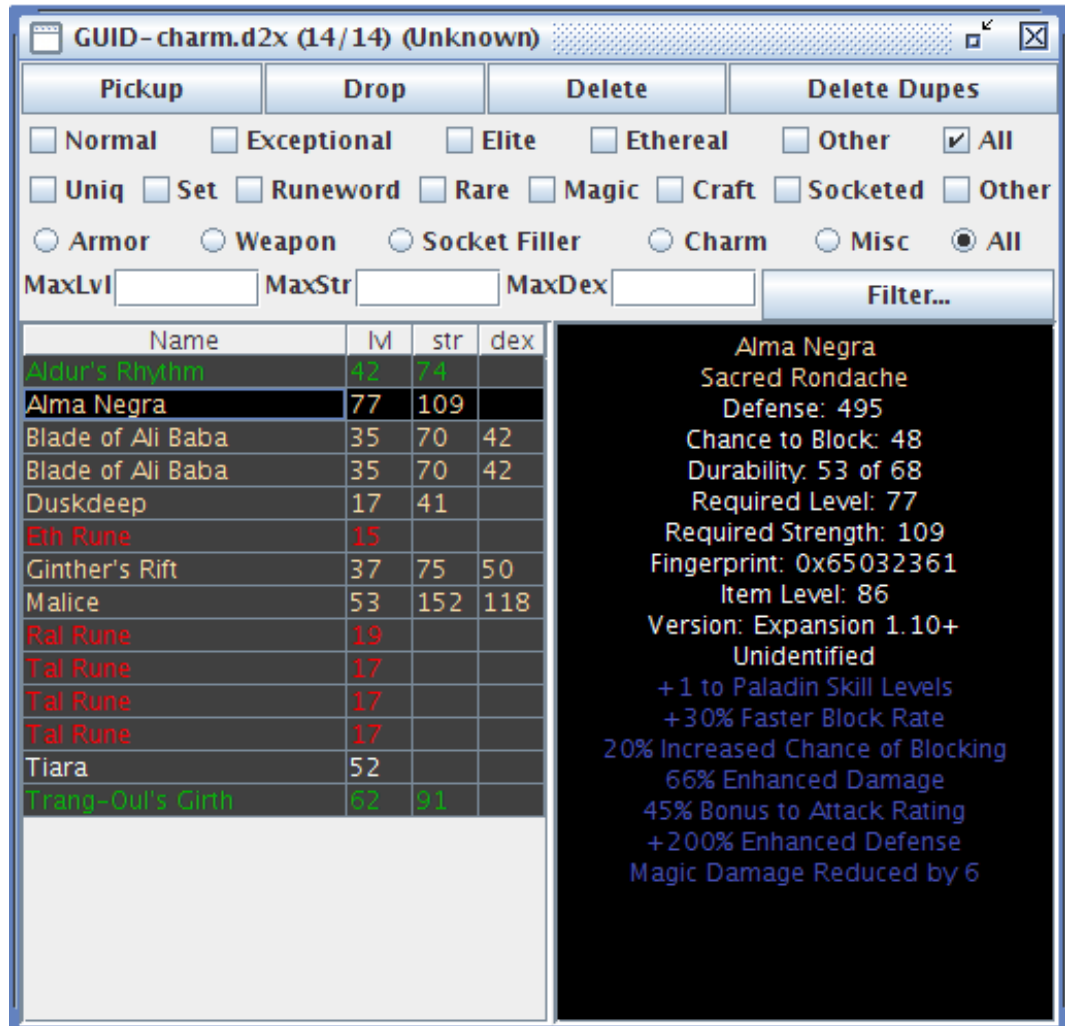 GUID-charm.d2x (14/14) (Unknown)
Pickup Drop Delete Delete Dupes
Normal Exceptional Elite Ethereal Other All
Uniq Set Runeword Rare Magic Craft Socketed Other
Armor Weapon Socket Filler Charm Misc All
MaxLvl MaxStr MaxDex Filter...
Name lvl str dex
Aldur's Rhythm 42 74
Alma Negra 77 109
Blade of Ali Baba 35 70 42
Blade of Ali Baba 35 70 42
Duskdeep 17 41
Eth Rune 15
Ginther's Rift 37 75 50
Malice 53 152 118
Ral Rune 19
Tal Rune 17
Tal Rune 17
Tal Rune 17
Tiara 52
Trang-Oul's Girth 62 91
Alma Negra
Sacred Rondache
Defense: 495
Chance to Block: 48
Durability: 53 of 68
Required Level: 77
Required Strength: 109
Fingerprint: 0x65032361
Item Level: 86
Version: Expansion 1.10+
Unidentified
+1 to Paladin Skill Levels
+30% Faster Block Rate
20% Increased Chance of Blocking
66% Enhanced Damage
45% Bonus to Attack Rating
+200% Enhanced Defense
Magic Damage Reduced by 6